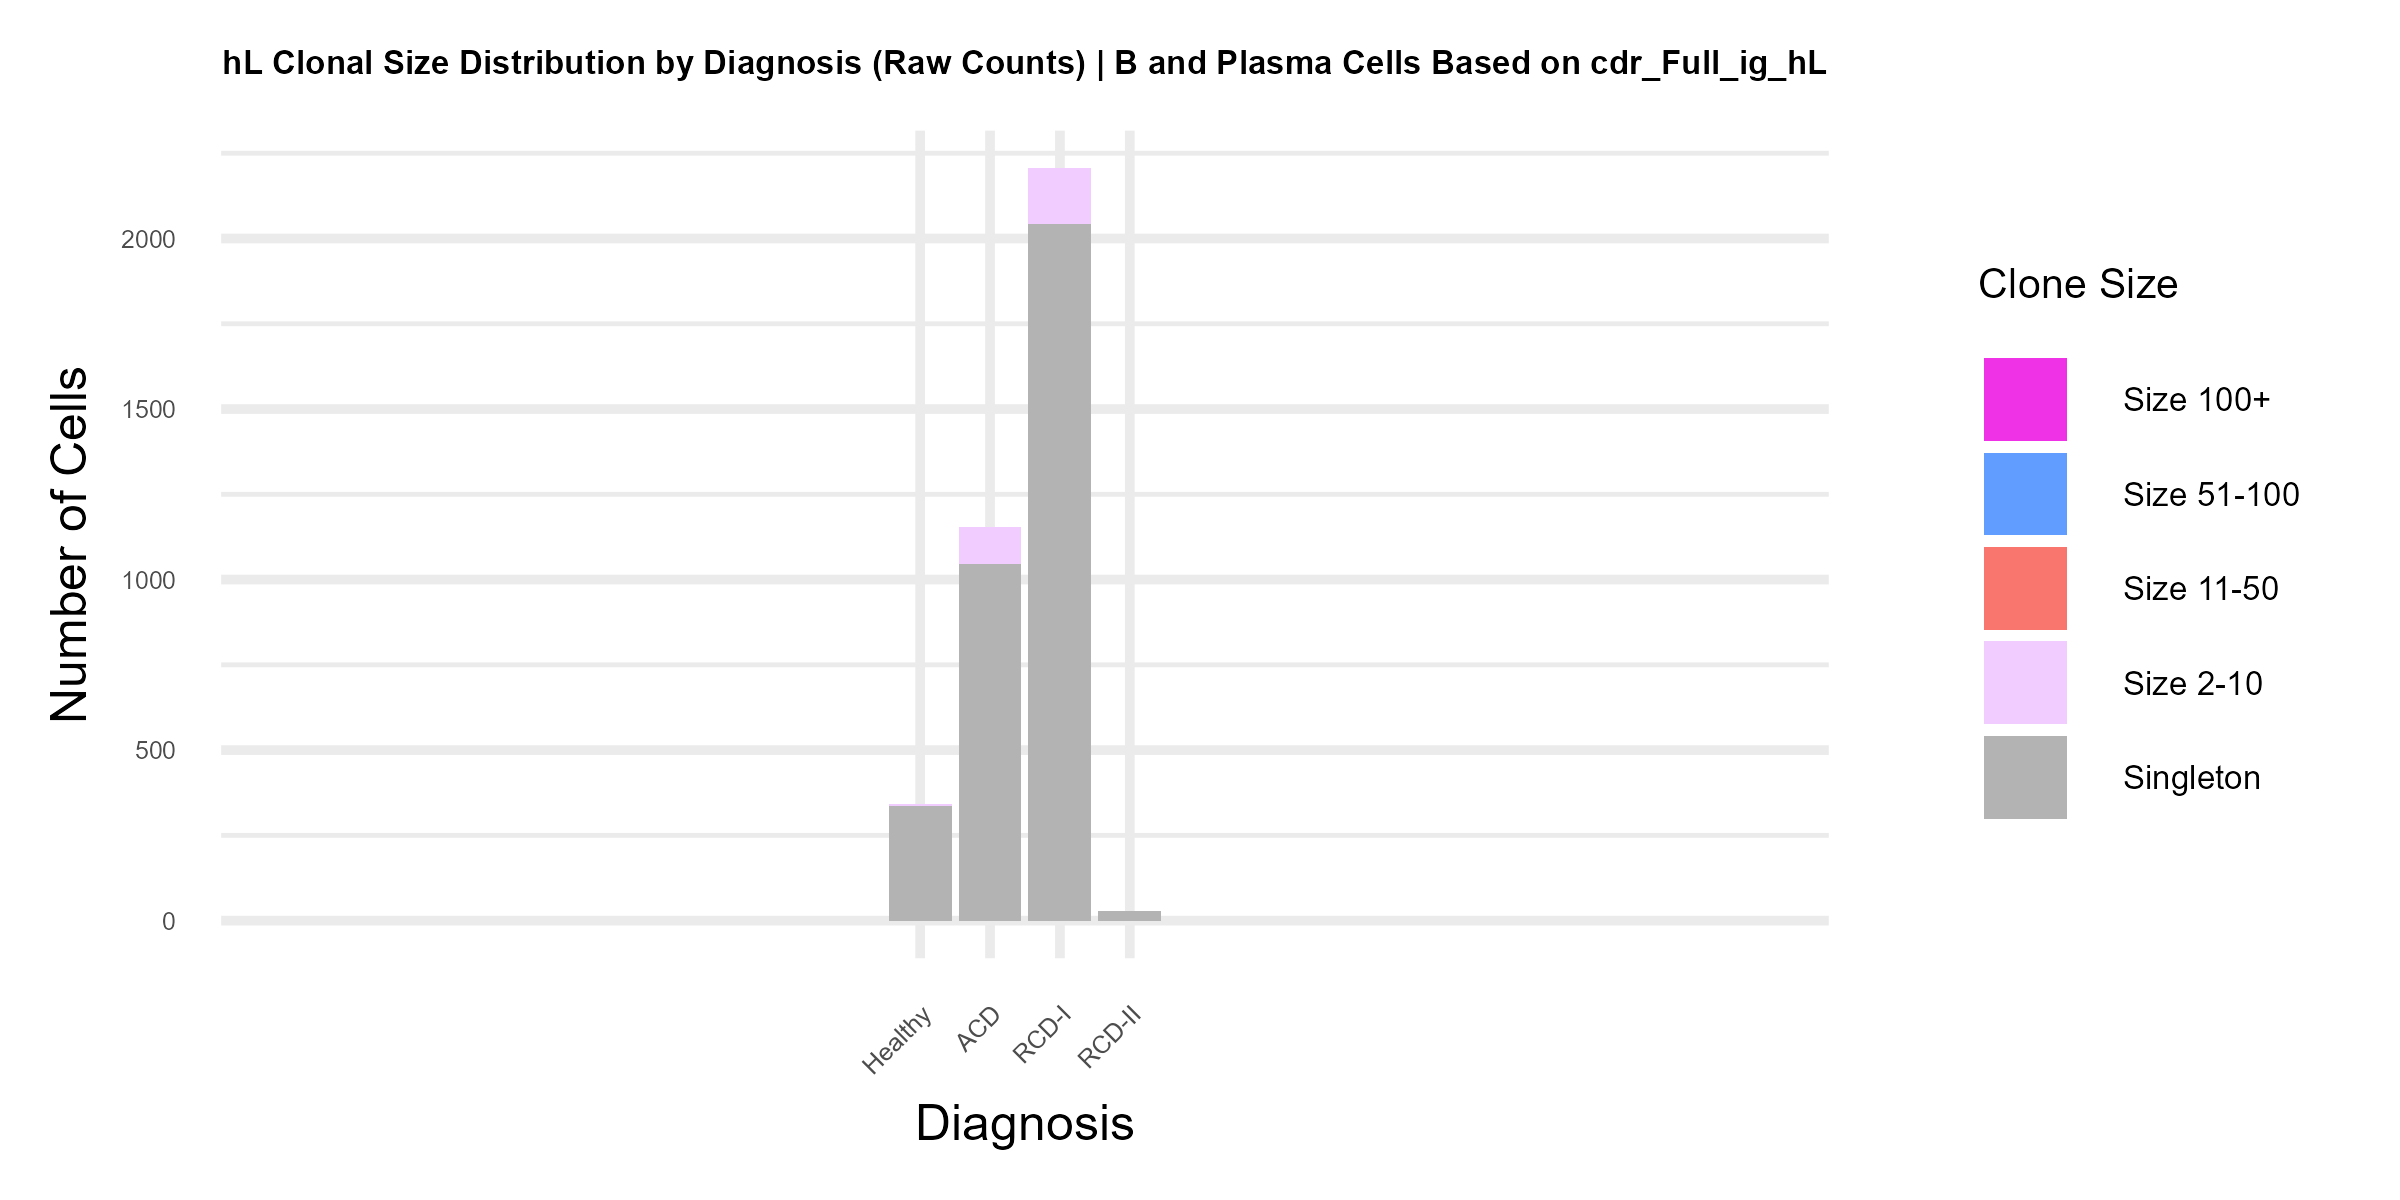 hL Clonal Size Distribution by Diagnosis (Raw Counts) | B and Plasma Cells Based on cdr_Full_ig_hL
Number of Cells
2000
1500
1000
500
0
Healthy
ACD
RCD-I
RCD-II
Diagnosis
Clone Size
Size 100+
Size 51-100
Size 11-50
Size 2-10
Singleton